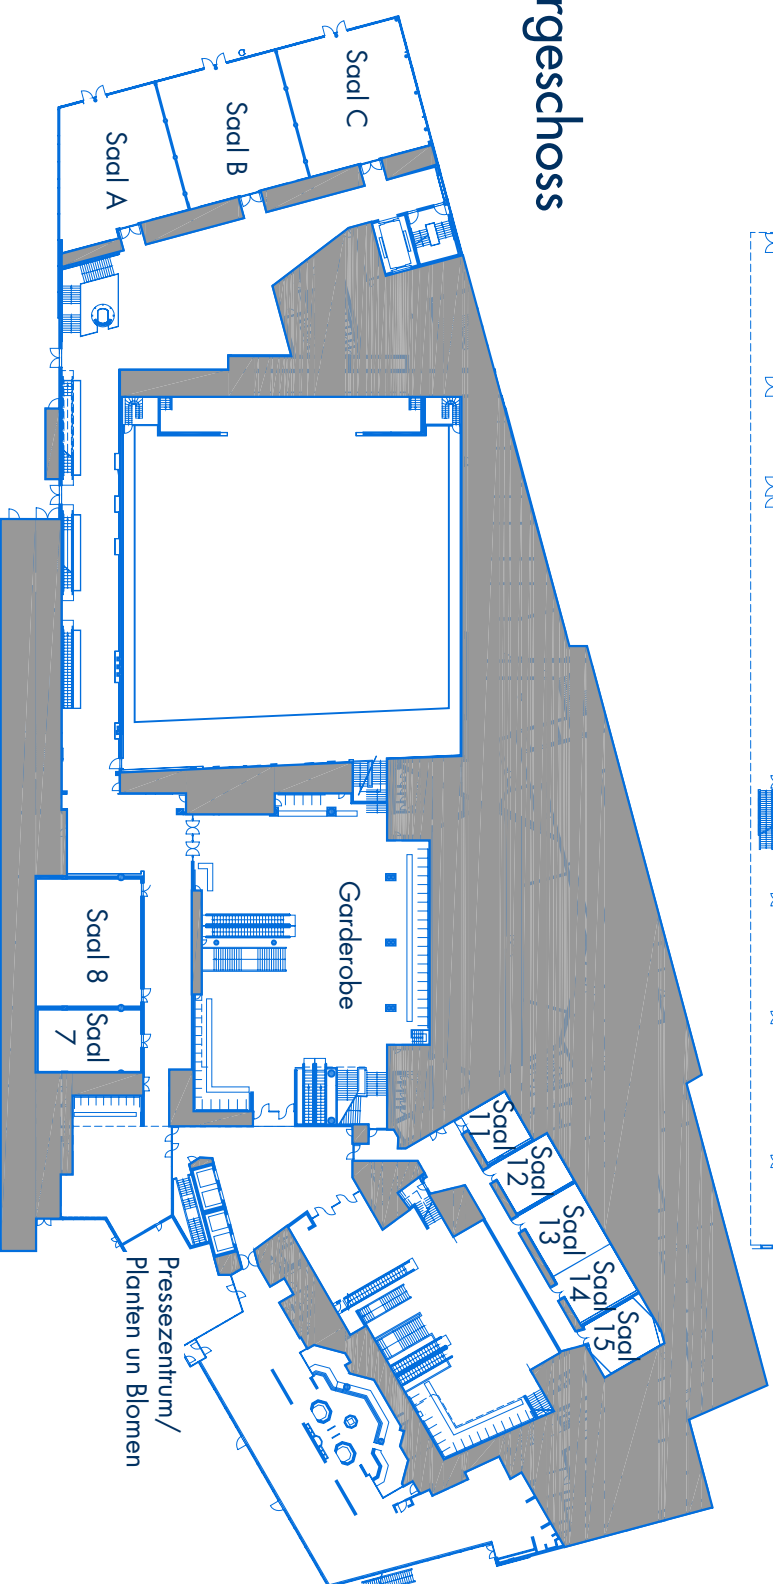 rgeschoss
Saal C
Saal B
Saal A
Garderobe
Saal 8
Saal
7
Saal
11
Saal
12
Saal
13
Saal
14
Saal
15
Pressezentrum/
Planten un Blomen